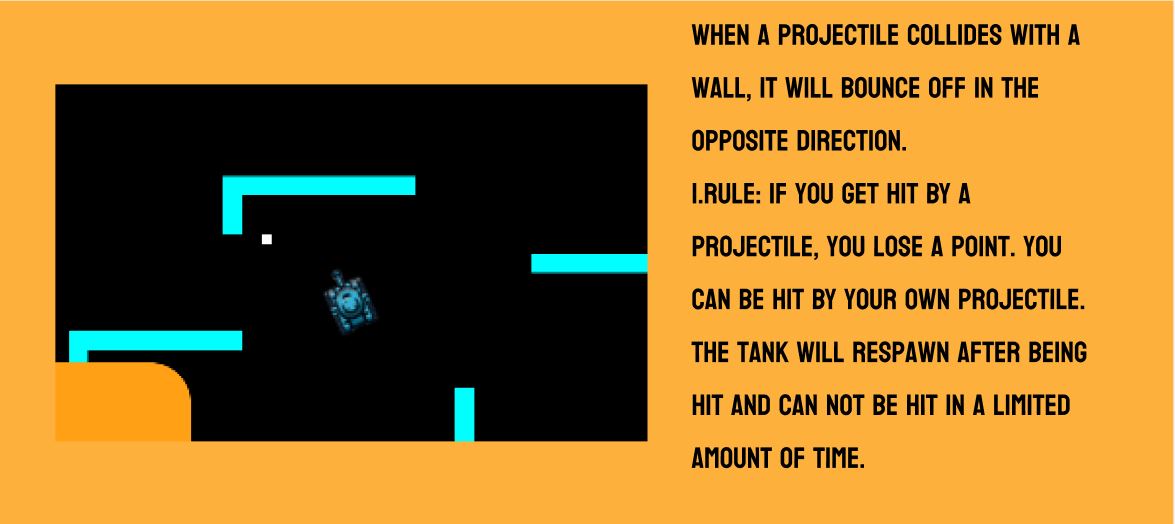 WHEN A PROJECTILE COLLIDES WITH A
WALL, IT WILL BOUNCE OFF IN THE
OPPOSITE DIRECTION.
I.RULE: IF YOU GET HIT BY A
PROJECTILE, YOU LOSE A POINT. YOU
CAN BE HIT BY YOUR OWN PROJECTILE.
THE TANK WILL RESPAWN AFTER BEING
HIT AND CAN NOT BE HIT IN A LIMITED
AMOUNT OF TIME.